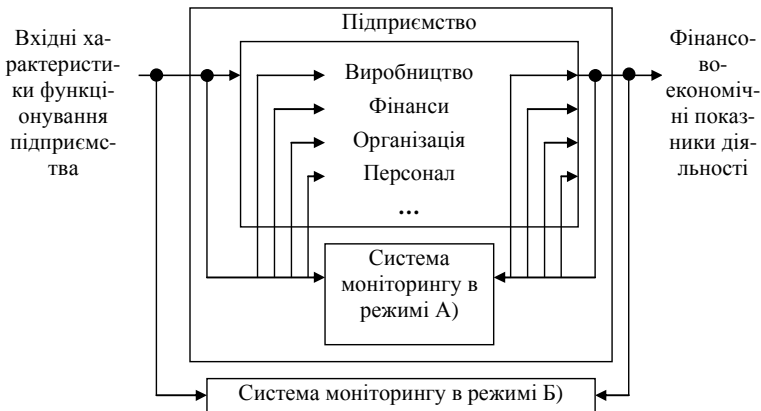 Підприємство
Вхідні ха-
рактеристи-
ки функці-
онування
підприємс-
тва
Виробництво
Фінанси
Організація
Персонал
...
Фінансо-
во-
економіч-
ні показ-
ники дія-
льності
Система
моніторингу в
режимі А)
Система моніторингу в режимі Б)